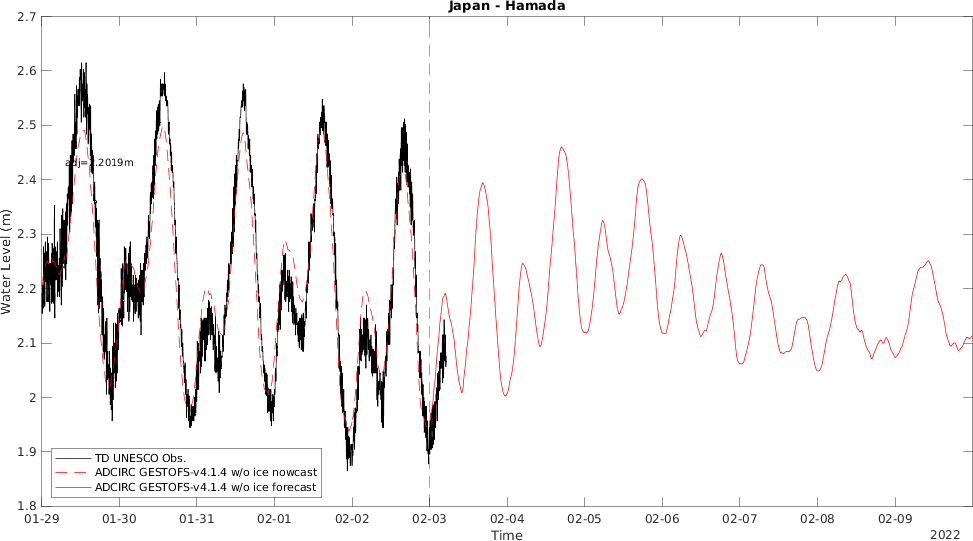 Japan - Hamada
2.7
2.6
2.5
2.4
2.3
2.2
2.1
2
1.9
1.8
Water Level (m)
adj=2.2019m
TD UNESCO Obs.
ADCIRC GESTOFS-v4.1.4 w/o ice nowcast
ADCIRC GESTOFS-v4.1.4 w/o ice forecast
01-29 01-30 01-31 02-01 02-02 02-03 02-04 02-05 02-06 02-07 02-08 02-09
Time
2022